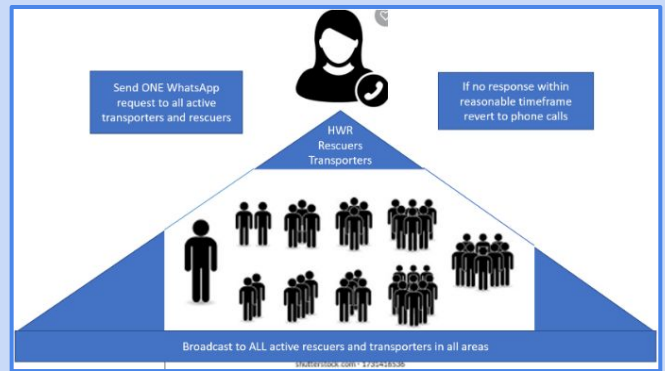 Send ONE WhatsApp
request to all active
transporters and rescuers
If no response within
reasonable timeframe
revert to phone calls
HWR
Rescuers
Transporters
Broadcast to ALL active rescuers and transporters in all areas
shutterstock.com · 1731416536